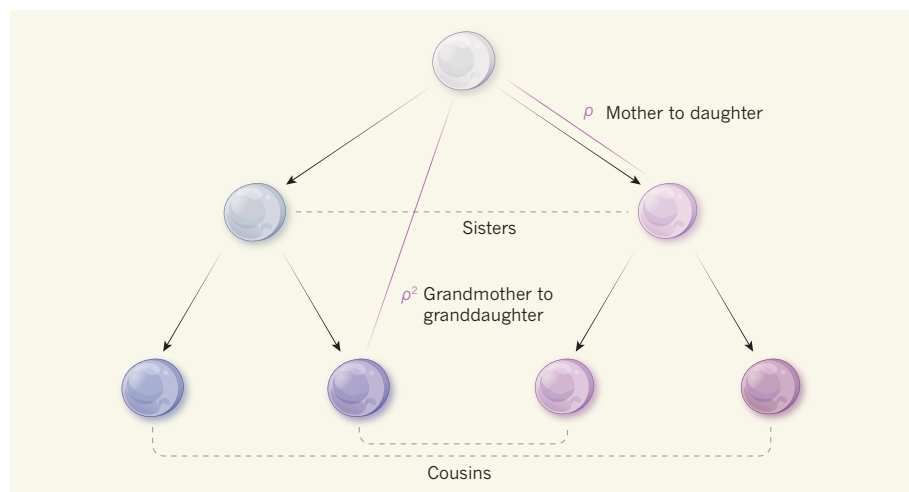 ρ Mother to daughter
Sisters
ρ² Grandmother to
granddaughter
Cousins